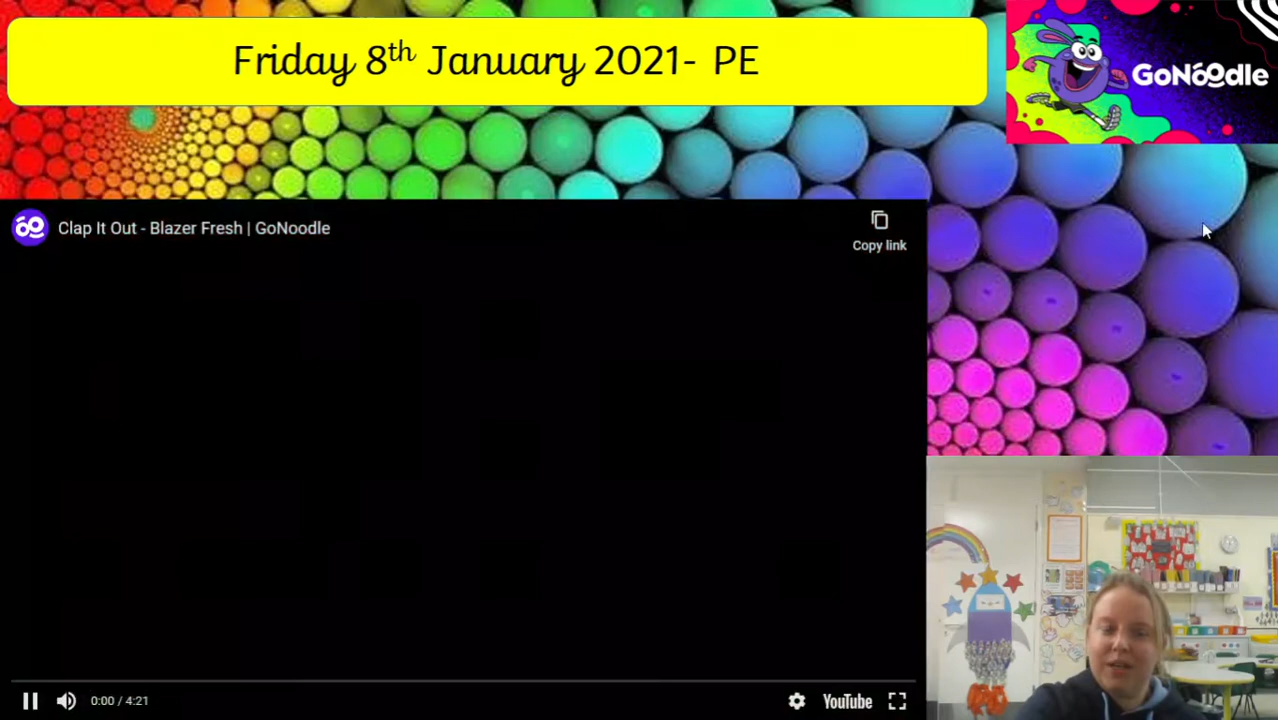 Friday 8th January 2021- PE
GoNoodle
Clap It Out - Blazer Fresh | GoNoodle
Copy link
0:00 / 4:21
YouTube